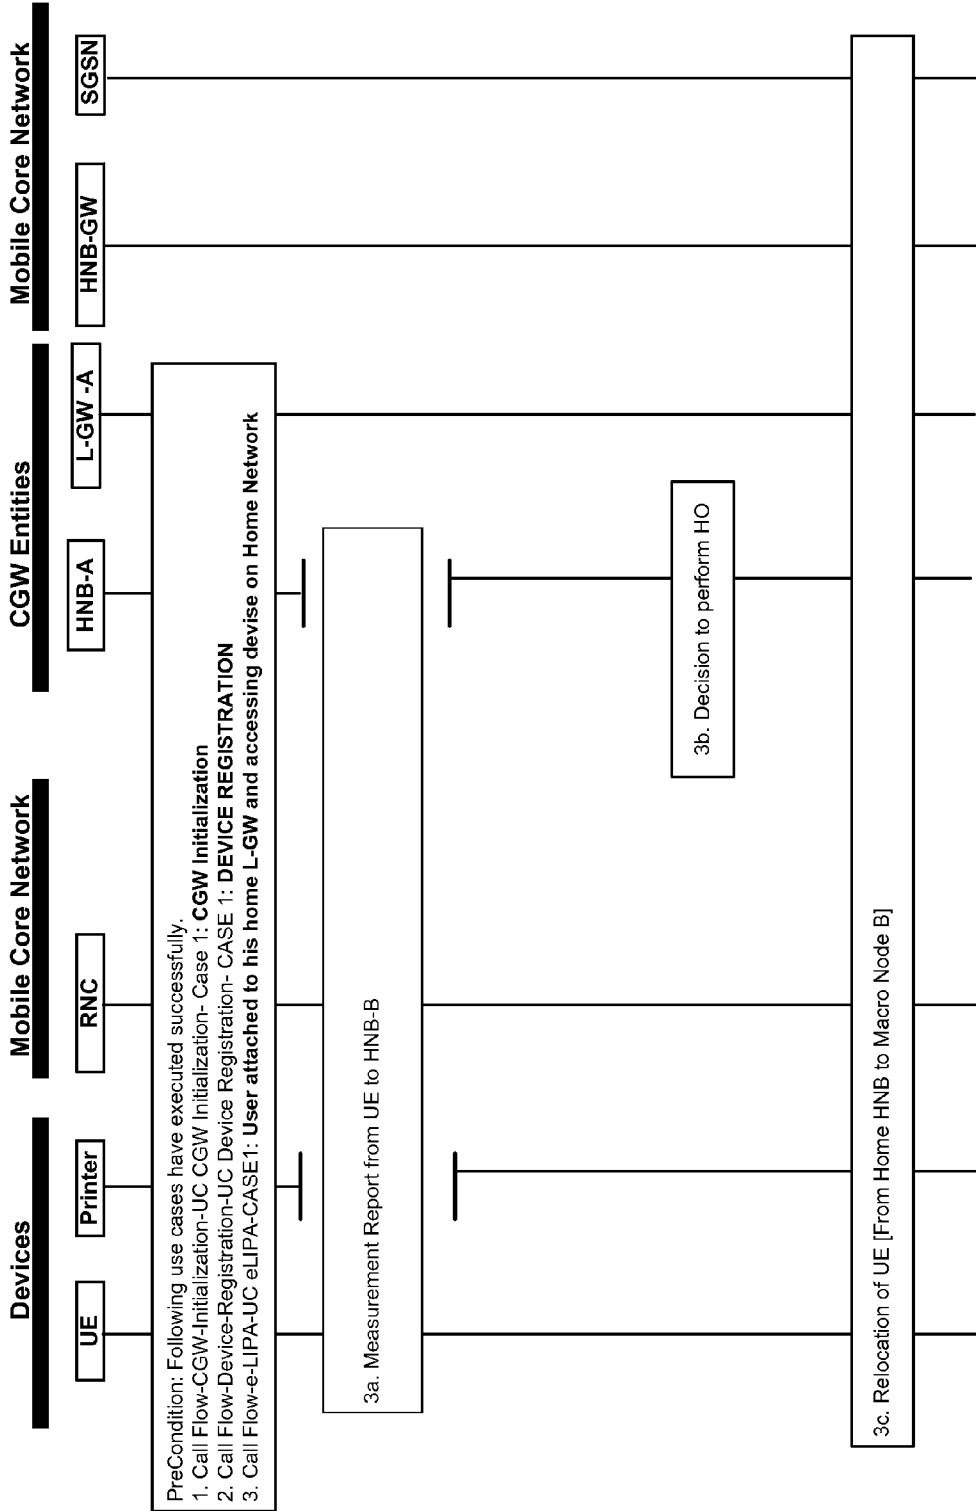 Devices
Mobile Core Network
CGW Entities
Mobile Core Network
UE
Printer
RNC
HNB-A
L-GW -A
HNB-GW
SGSN
PreCondition: Following use cases have executed successfully.
1. Call Flow-CGW-Initialization-UC CGW Initialization- Case 1: CGW Initialization
2. Call Flow-Device-Registration-UC Device Registration- CASE 1: DEVICE REGISTRATION
3. Call Flow-e-LIPA-UC eLIPA-CASE1: User attached to his home L-GW and accessing devise on Home Network
3a. Measurement Report from UE to HNB-B
3b. Decision to perform HO
3c. Relocation of UE [From Home HNB to Macro Node B]